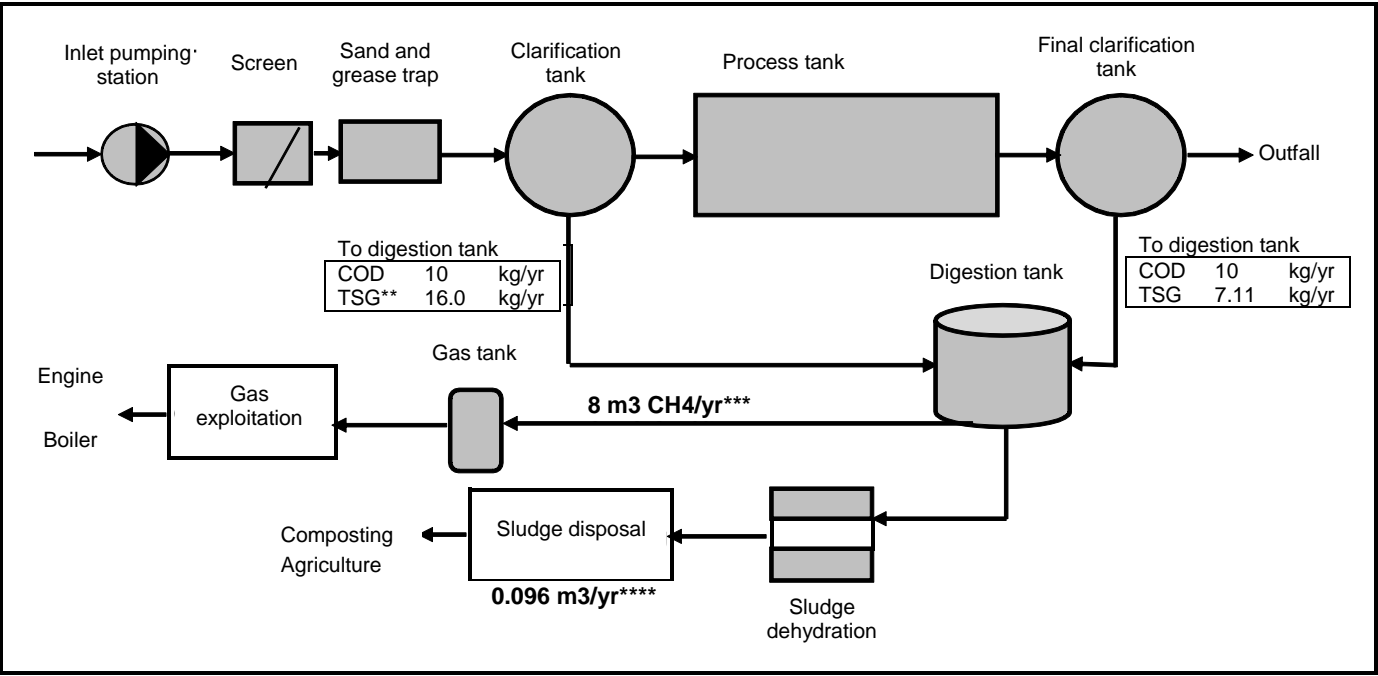 Inlet pumping
station
Screen
Sand and
grease trap
Clarification
tank
Process tank
Final clarification
tank
Outfall
To digestion tank
COD 10 kg/yr
TSG** 16.0 kg/yr
To digestion tank
COD 10 kg/yr
TSG 7.11 kg/yr
Digestion tank
Gas tank
Engine
Boiler
Gas
exploitation
8 m3 CH4/yr***
Composting
Agriculture
Sludge disposal
0.096 m3/yr****
Sludge
dehydration